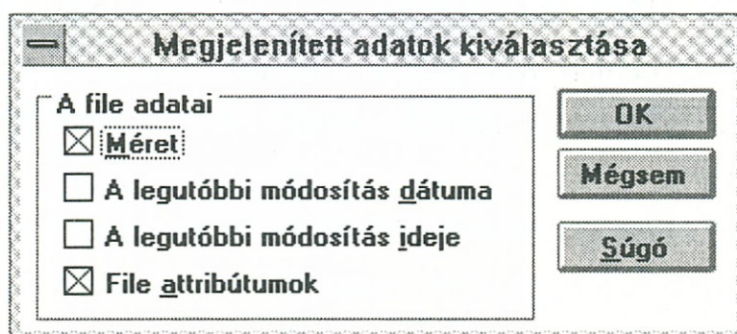 Megjelenített adatok kiválasztása
A file adatai
Méret
A legutóbbi módosítás dátuma
A legutóbbi módosítás ideje
File attribútumok
OK
Mégsem
Súgó